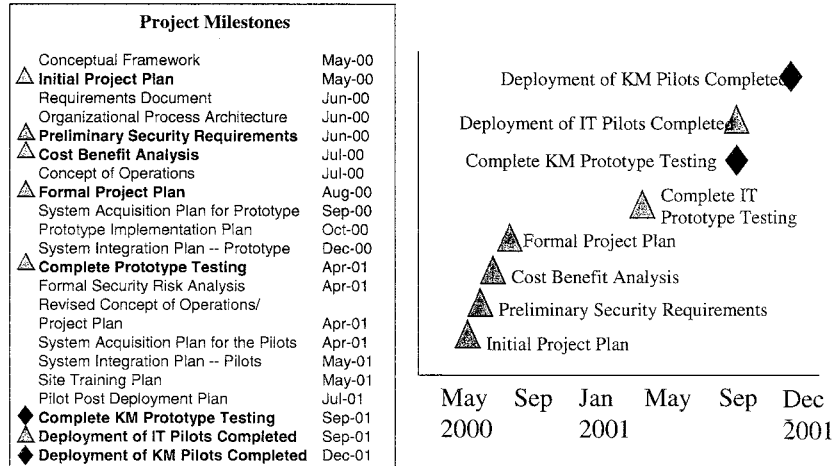 Project Milestones
Conceptual Framework May-00
Initial Project Plan May-00
Requirements Document Jun-00
Organizational Process Architecture Jun-00
Preliminary Security Requirements Jun-00
Cost Benefit Analysis Jul-00
Concept of Operations Jul-00
Formal Project Plan Aug-00
System Acquisition Plan for Prototype Sep-00
Prototype Implementation Plan Oct-00
System Integration Plan -- Prototype Dec-00
Complete Prototype Testing Apr-01
Formal Security Risk Analysis Apr-01
Revised Concept of Operations/
Project Plan Apr-01
System Acquisition Plan for the Pilots Apr-01
System Integration Plan -- Pilots May-01
Site Training Plan May-01
Pilot Post Deployment Plan Jul-01
Complete KM Prototype Testing Sep-01
Deployment of IT Pilots Completed Sep-01
Deployment of KM Pilots Completed Dec-01
Deployment of KM Pilots Completed
Deployment of IT Pilots Completed
Complete KM Prototype Testing
Complete IT
Prototype Testing
Formal Project Plan
Cost Benefit Analysis
Preliminary Security Requirements
Initial Project Plan
May Sep Jan May Sep Dec
2000 2001 2001